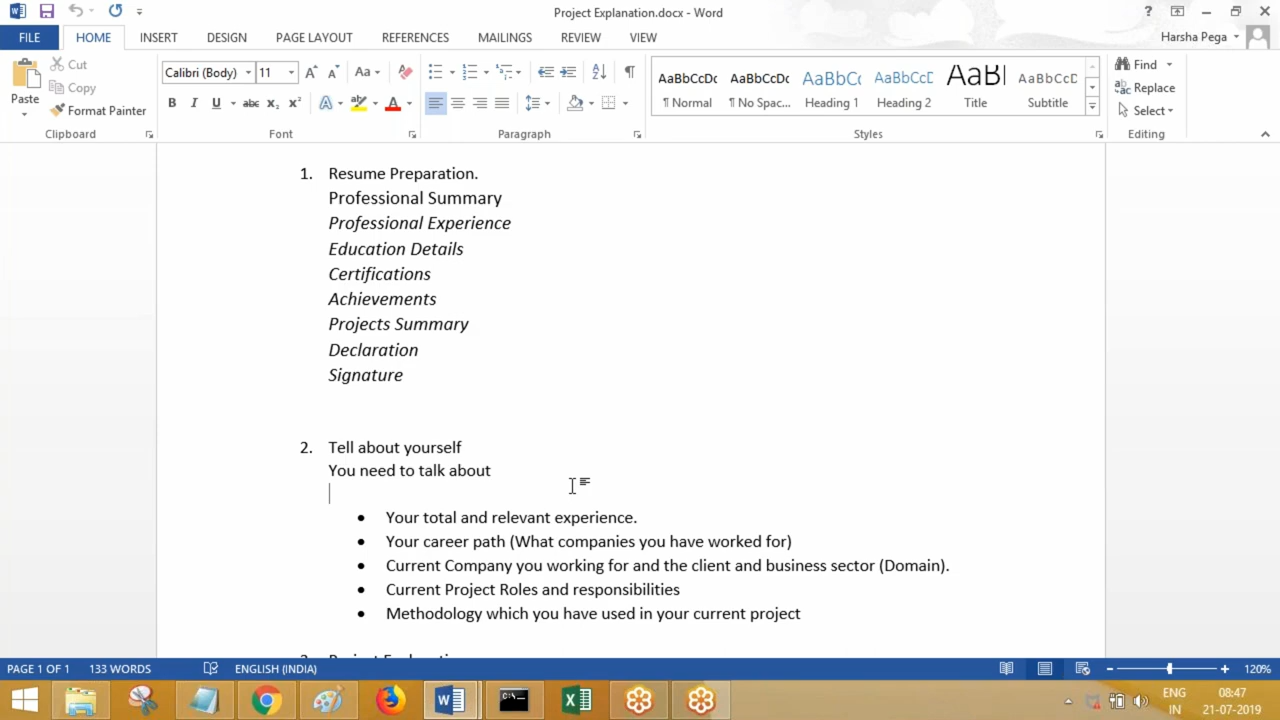 Project Explanation.docx - Word
FILE HOME INSERT DESIGN PAGE LAYOUT REFERENCES MAILINGS REVIEW VIEW Harsha Pega
Paste Cut Copy Format Painter
Clipboard
Calibri (Body) 11
Font
Paragraph
AaBbCcDc AaBbCcDc AaBbCc AaBbCcD AaBl AaBbCcD
¶ Normal ¶ No Spac... Heading 1 Heading 2 Title Subtitle
Styles
Find
Replace
Select
Editing
1. Resume Preparation.
Professional Summary
Professional Experience
Education Details
Certifications
Achievements
Projects Summary
Declaration
Signature
2. Tell about yourself
You need to talk about
• Your total and relevant experience.
• Your career path (What companies you have worked for)
• Current Company you working for and the client and business sector (Domain).
• Current Project Roles and responsibilities
• Methodology which you have used in your current project
PAGE 1 OF 1 133 WORDS ENGLISH (INDIA) 120%
ENG 08:47
IN 21-07-2019